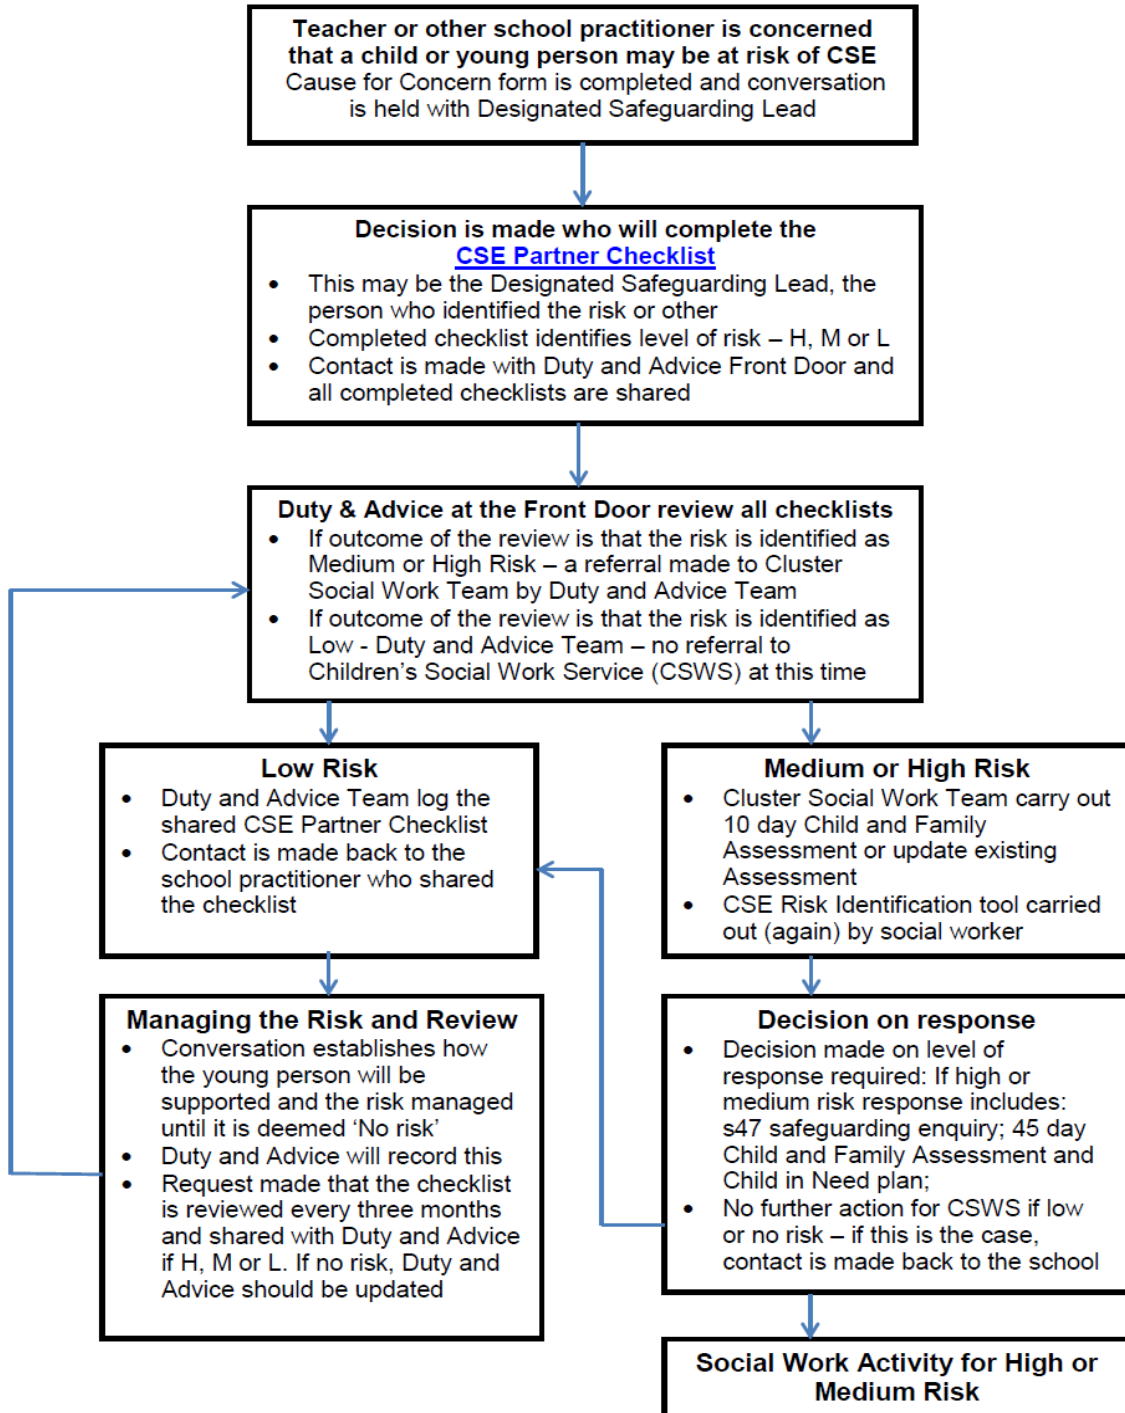 Teacher or other school practitioner is concerned
that a child or young person may be at risk of CSE
Cause for Concern form is completed and conversation
is held with Designated Safeguarding Lead
Decision is made who will complete the
CSE Partner Checklist
• This may be the Designated Safeguarding Lead, the
person who identified the risk or other
• Completed checklist identifies level of risk – H, M or L
• Contact is made with Duty and Advice Front Door and
all completed checklists are shared
Duty & Advice at the Front Door review all checklists
• If outcome of the review is that the risk is identified as
Medium or High Risk – a referral made to Cluster
Social Work Team by Duty and Advice Team
• If outcome of the review is that the risk is identified as
Low - Duty and Advice Team – no referral to
Children's Social Work Service (CSWS) at this time
Low Risk
• Duty and Advice Team log the
shared CSE Partner Checklist
• Contact is made back to the
school practitioner who shared
the checklist
Medium or High Risk
• Cluster Social Work Team carry out
10 day Child and Family
Assessment or update existing
Assessment
• CSE Risk Identification tool carried
out (again) by social worker
Managing the Risk and Review
• Conversation establishes how
the young person will be
supported and the risk managed
until it is deemed 'No risk'
• Duty and Advice will record this
• Request made that the checklist
is reviewed every three months
and shared with Duty and Advice
if H, M or L. If no risk, Duty and
Advice should be updated
Decision on response
• Decision made on level of
response required: If high or
medium risk response includes:
s47 safeguarding enquiry; 45 day
Child and Family Assessment and
Child in Need plan;
• No further action for CSWS if low
or no risk – if this is the case,
contact is made back to the school
Social Work Activity for High or
Medium Risk